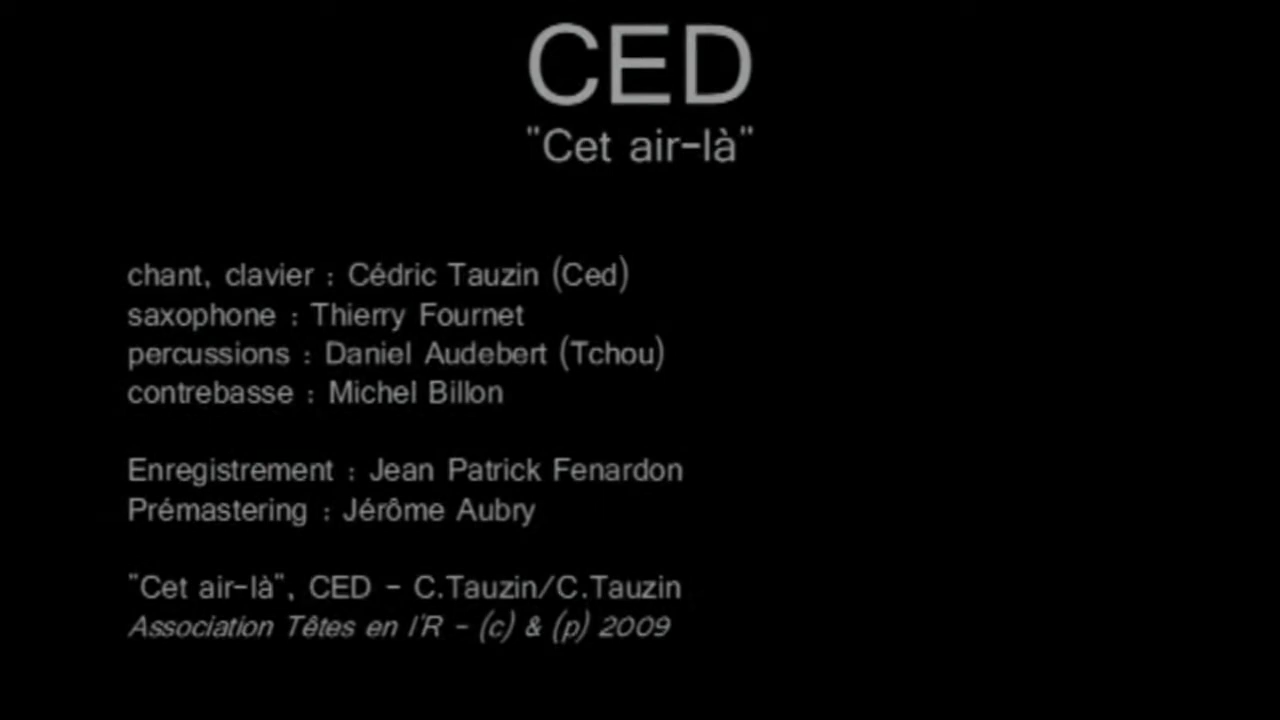 CED
"Cet air-là"
chant, clavier : Cédric Tauzin (Ced)
saxophone : Thierry Fournet
percussions : Daniel Audebert (Tchou)
contrebasse : Michel Billon
Enregistrement : Jean Patrick Fenardon
Prémastering : Jérôme Aubry
"Cet air-là", CED - C.Tauzin/C.Tauzin
Association Têtes en l'R - (c) & (p) 2009